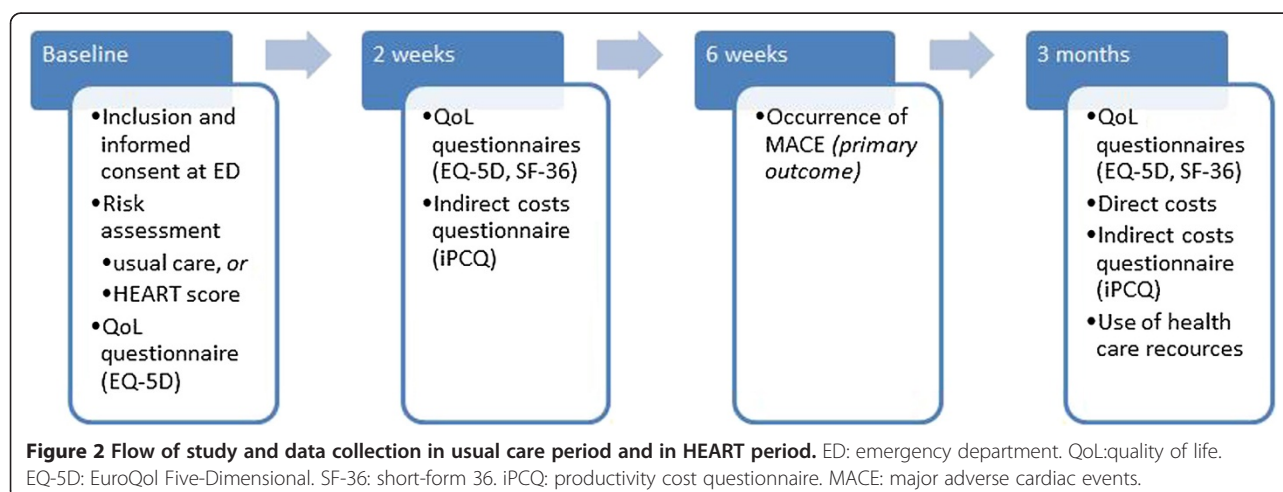 Baseline
•Inclusion and
informed
consent at ED
•Risk
assessment
•usual care, or
•HEART score
•QoL
questionnaire
(EQ-5D)
2 weeks
•QoL
questionnaires
(EQ-5D, SF-36)
•Indirect costs
questionnaire
(iPCQ)
6 weeks
•Occurrence of
MACE (primary
outcome)
3 months
•QoL
questionnaires
(EQ-5D, SF-36)
•Direct costs
•Indirect costs
questionnaire
(iPCQ)
•Use of health
care recources
Figure 2 Flow of study and data collection in usual care period and in HEART period. ED: emergency department. QoL:quality of life.
EQ-5D: EuroQol Five-Dimensional. SF-36: short-form 36. iPCQ: productivity cost questionnaire. MACE: major adverse cardiac events.